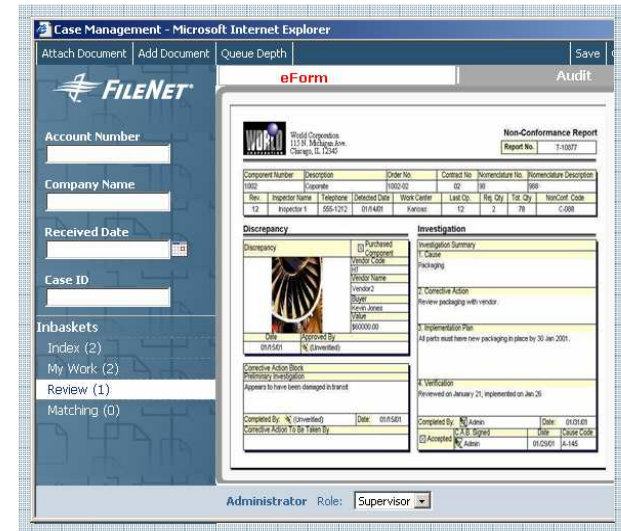 Case Management - Microsoft Internet Explorer
Attach Document Add Document Queue Depth Save
FILENET
eForm Audit
Account Number
Company Name
Received Date
Case ID
Inbaskets
Index (2)
My Work (2)
Review (1)
Matching (0)
WORLD World Corporation
115 N. Michigan Ave.
Chicago, IL 12345
Non-Conformance Report
Report No. T-10877
Component Number Description Order No. Contract No Nomenclature No. Nomenclature Description
1002 Coponite 1002-02 02 98 988
Rev. Inspector Name Telephone Detected Date Work Center Last Op. Rej. Qty Tot. Qty NonConf. Code
12 Inspector 1 555-1212 01/14/01 Kansas 12 2 78 C-088
Discrepancy Investigation
Discrepancy
Purchased
Component
Vendor Code
H1
Vendor Name
Vendor2
Buyer
Kevin Jones
Value
$60000.00
Date Approved By
01/15/01 (Unverified)
Corrective Action Block
Preliminary Investigation
Appears to have been damaged in transit
Completed By: (Unverified) Date: 01/15/01
Corrective Action To Be Taken By
Investigation Summary
1. Cause
Packaging
2. Corrective Action
Review packaging with vendor.
3. Implementation Plan
All parts must have new packaging in place by 30 Jan 2001.
4. Verification
Reviewed on January 21; implemented on Jan 26
Completed By: Admin Date: 01/31/01
Accepted C.A.B. Signed Date Cause Code
Admin 01/29/01 A-145
Administrator Role: Supervisor